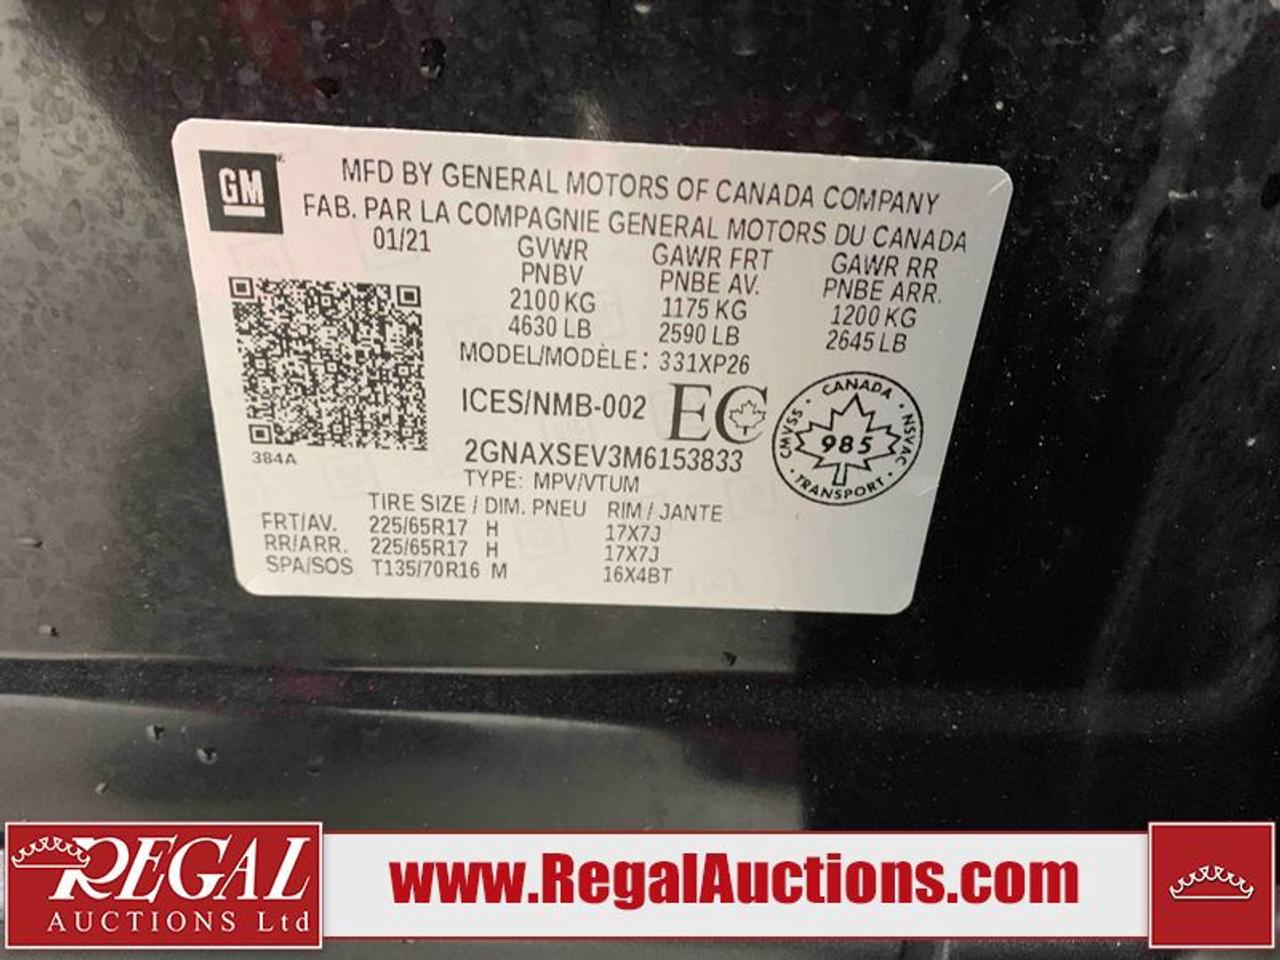 GM
MFD BY GENERAL MOTORS OF CANADA COMPANY
FAB. PAR LA COMPAGNIE GENERAL MOTORS DU CANADA
01/21 GVWR GAWR FRT GAWR RR
PNBV PNBE AV. PNBE ARR.
2100 KG 1175 KG 1200 KG
4630 LB 2590 LB 2645 LB
MODEL/MODÈLE: 331XP26
ICES/NMB-002 EC
384A
2GNAXSEV3M6153833
TYPE: MPV/VTUM
CANADA · NSVAC · TRANSPORT · CMVSS ·
985
TIRE SIZE / DIM. PNEU RIM / JANTE
FRT/AV. 225/65R17 H 17X7J
RR/ARR. 225/65R17 H 17X7J
SPA/SOS T135/70R16 M 16X4BT
REGAL
AUCTIONS Ltd
www.RegalAuctions.com